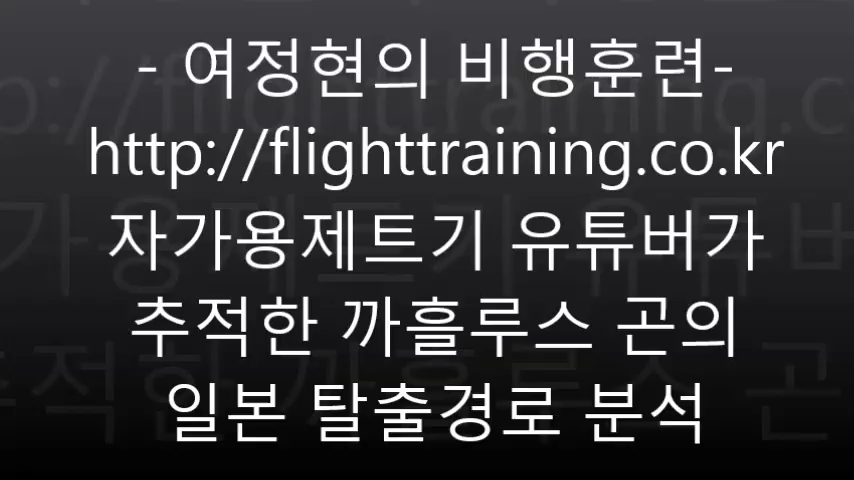 - 여정현의 비행훈련-
http://flighttraining.co.kr
자가용제트기 유튜버가
추적한 까흘루스 곤의
일본 탈출경로 분석